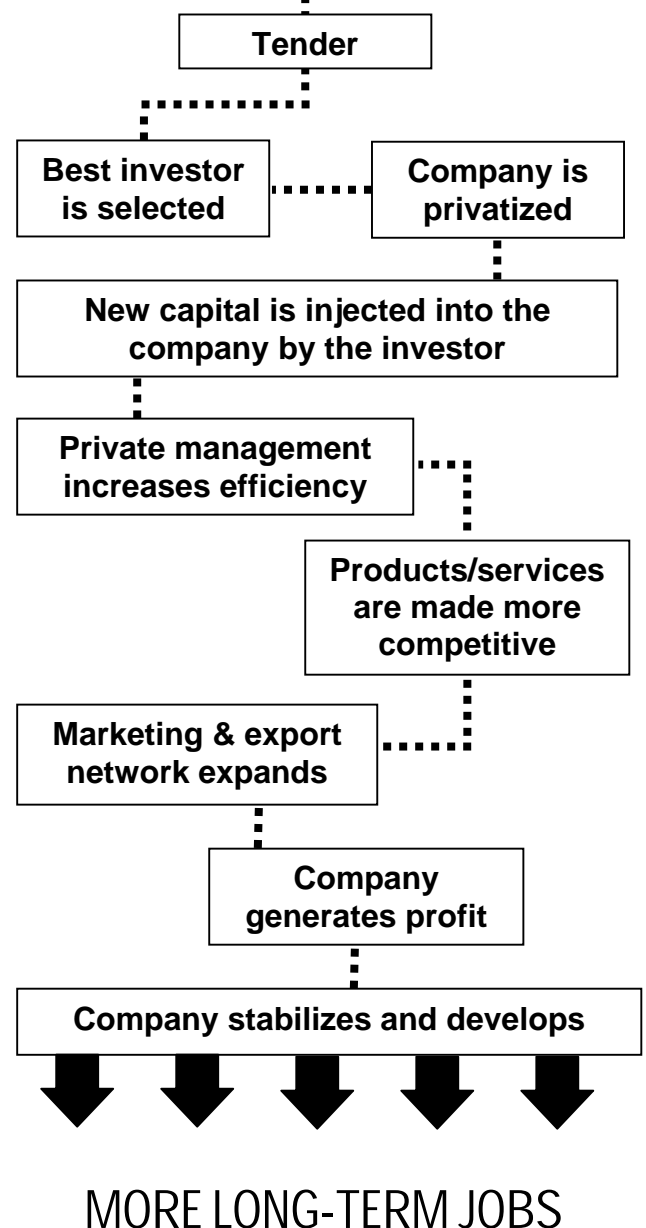 Tender
Best investor
is selected
Company is
privatized
New capital is injected into the
company by the investor
Private management
increases efficiency
Products/services
are made more
competitive
Marketing & export
network expands
Company
generates profit
Company stabilizes and develops
MORE LONG-TERM JOBS